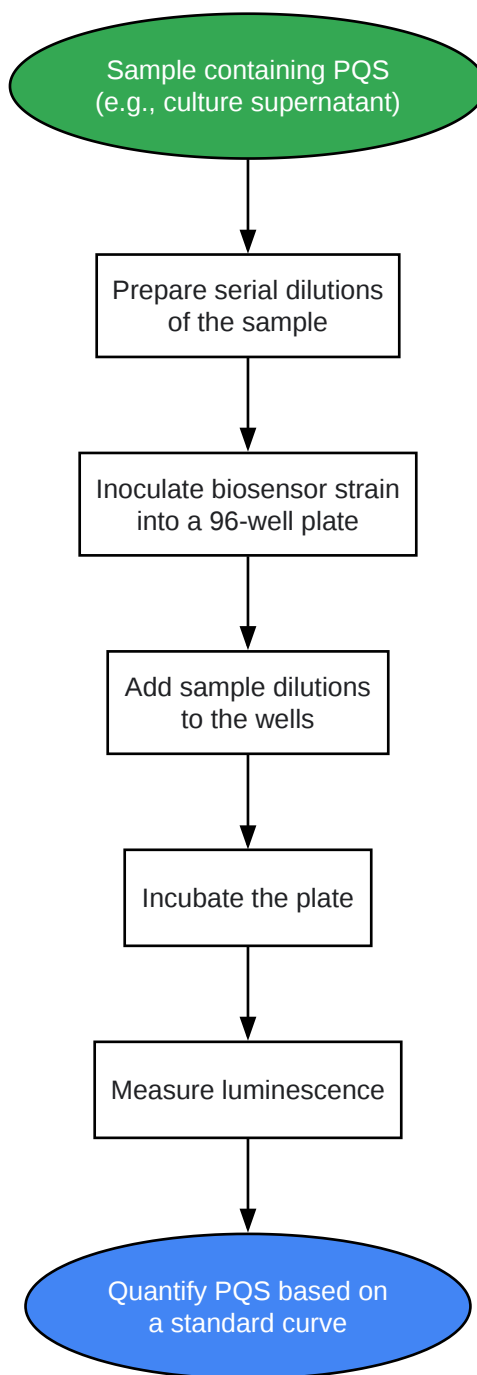 Sample containing PQS
(e.g., culture supernatant)
Prepare serial dilutions
of the sample
Inoculate biosensor strain
into a 96-well plate
Add sample dilutions
to the wells
Incubate the plate
Measure luminescence
Quantify PQS based on
a standard curve